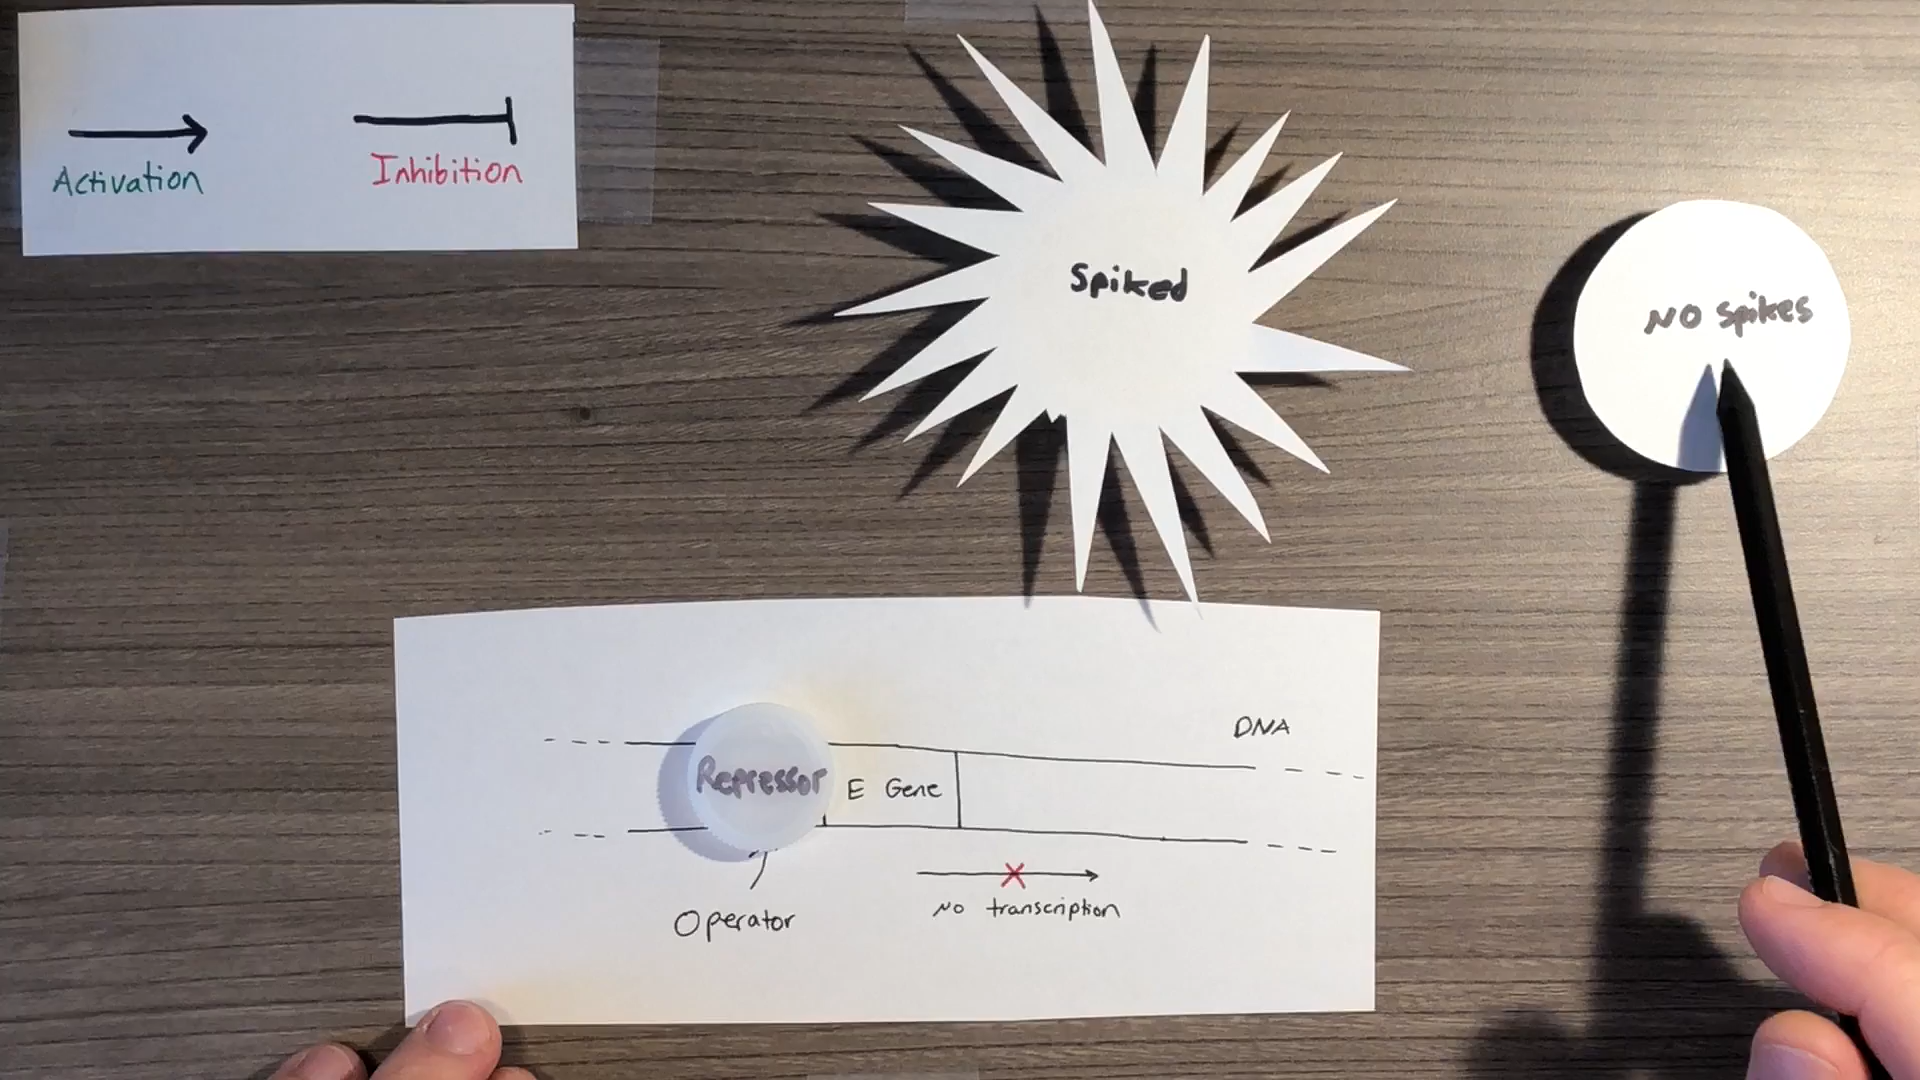 Activation
Inhibition
Spiked
No spikes
DNA
Repressor
E Gene
Operator
No transcription